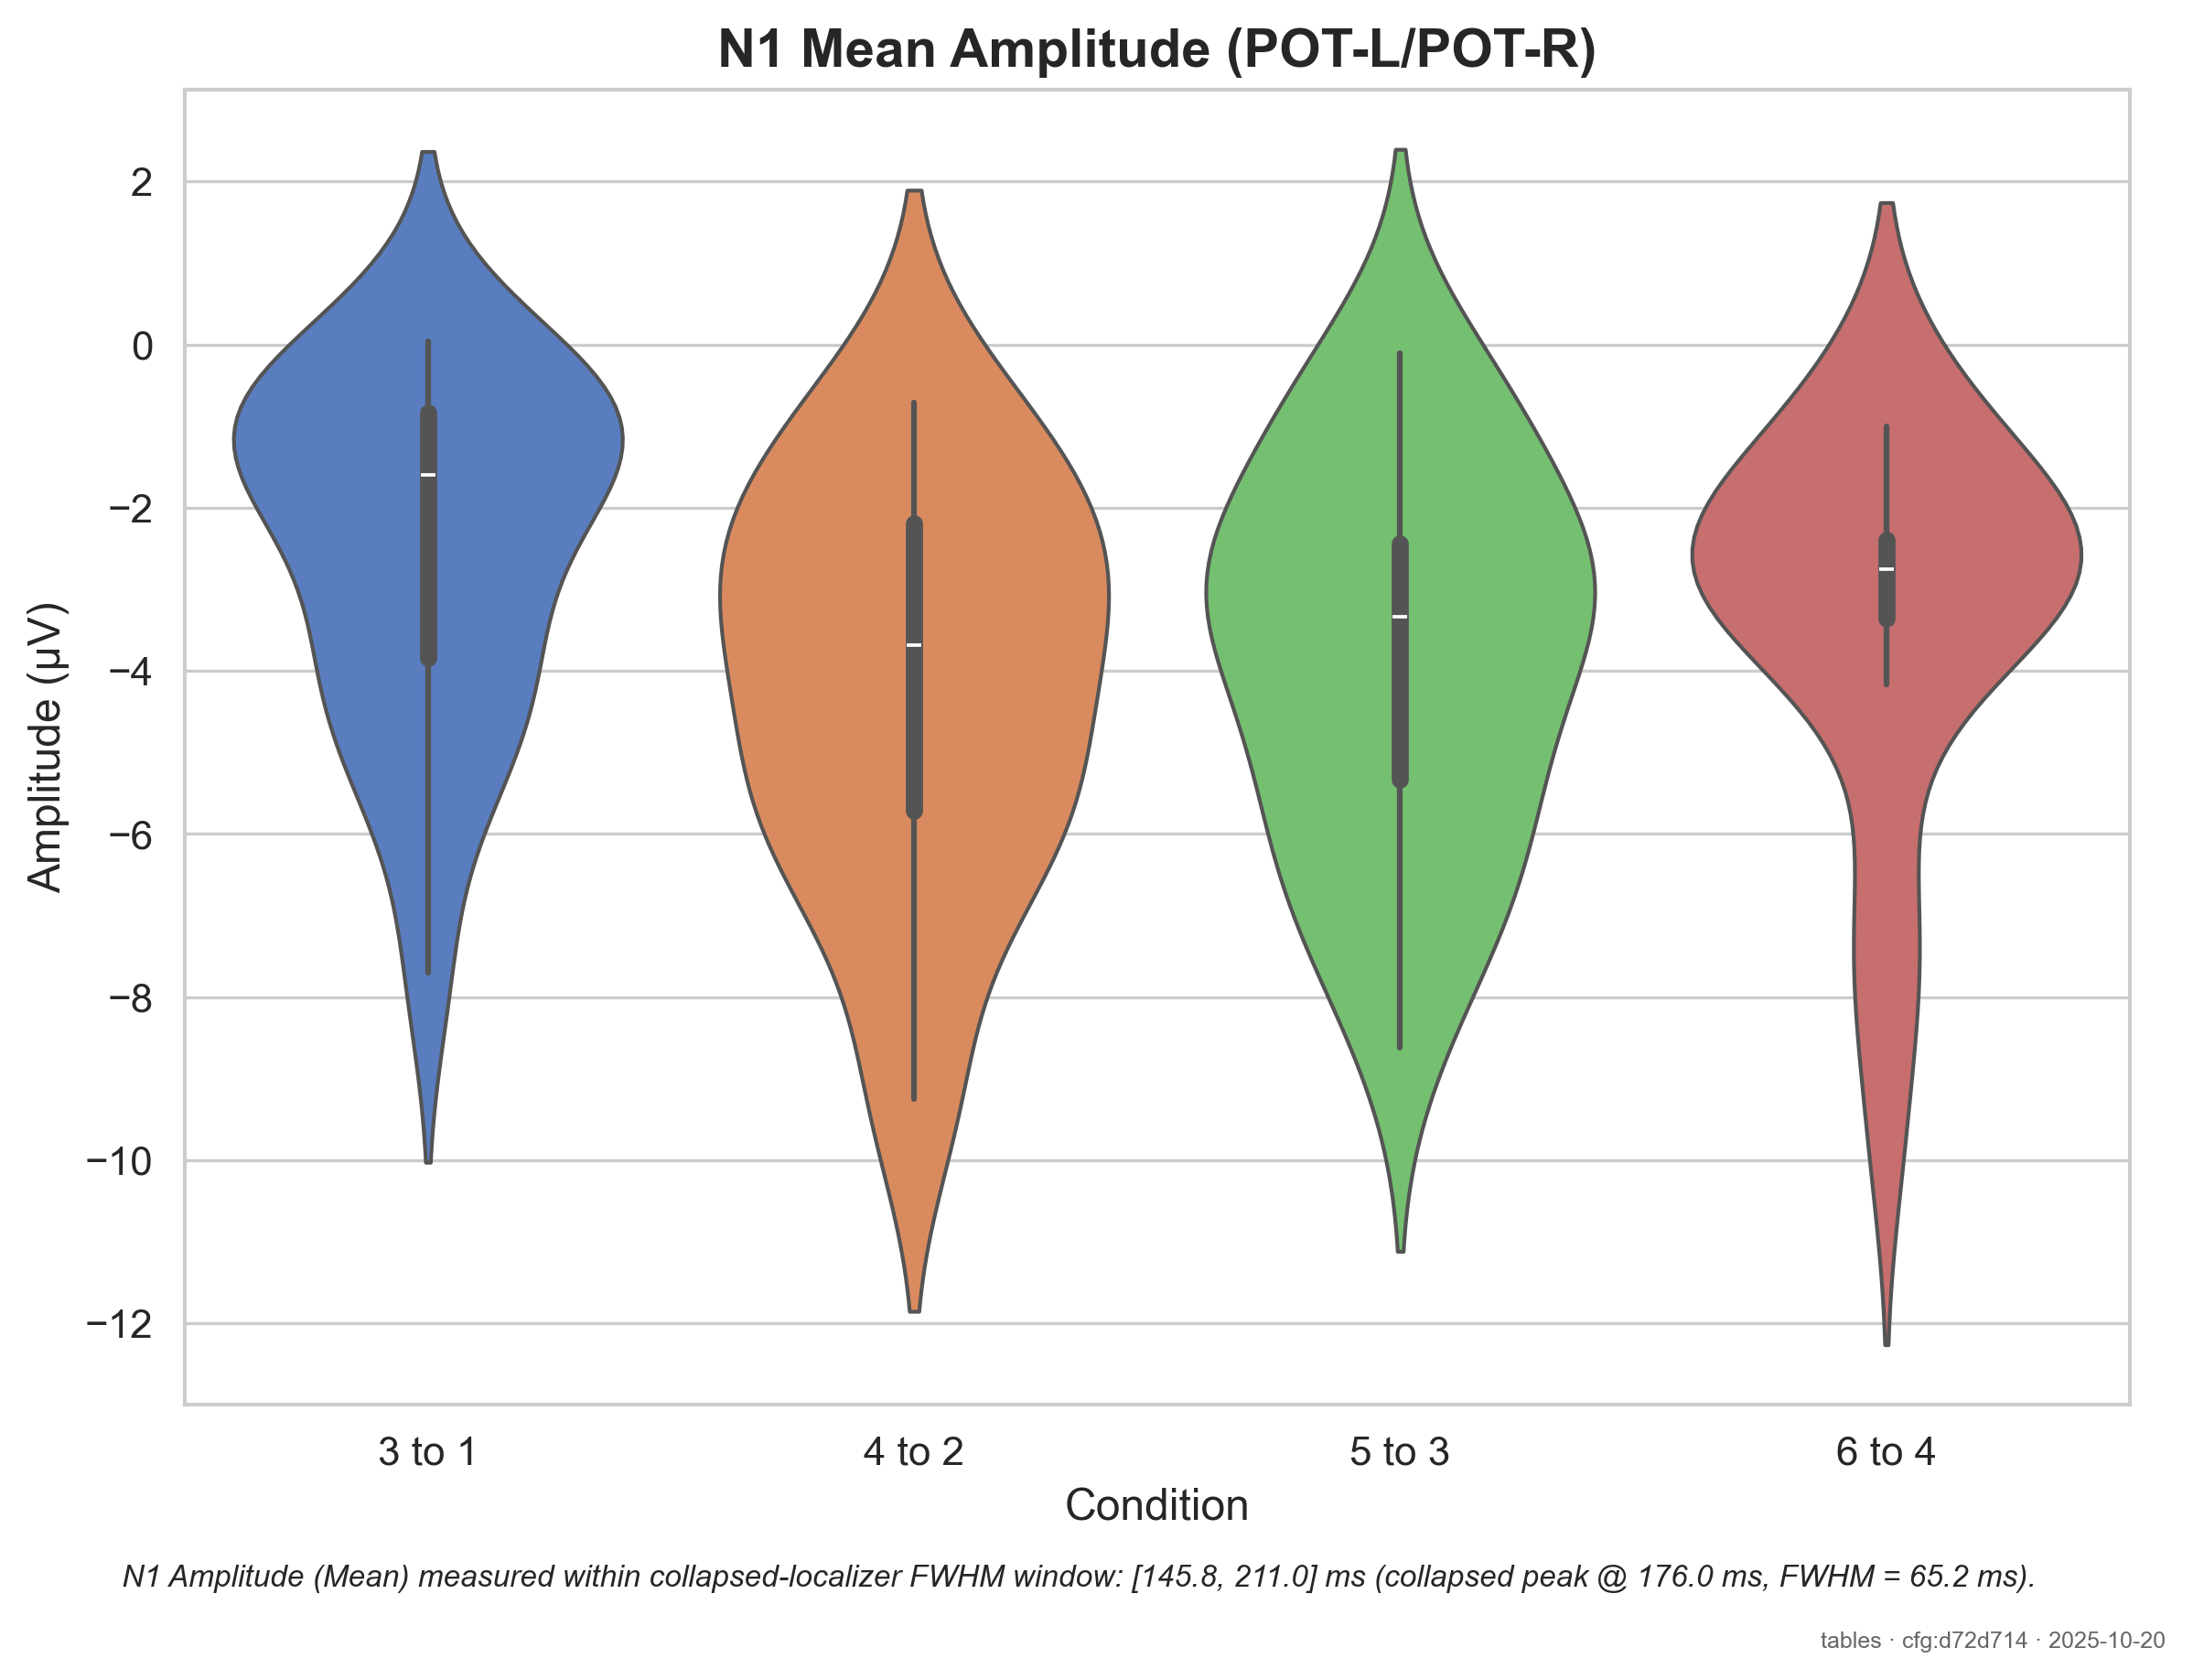 N1 Mean Amplitude (POT-L/POT-R)
Amplitude (µV)
2
0
−2
−4
−6
−8
−10
−12
3 to 1
4 to 2
5 to 3
6 to 4
Condition
N1 Amplitude (Mean) measured within collapsed-localizer FWHM window: [145.8, 211.0] ms (collapsed peak @ 176.0 ms, FWHM = 65.2 ms).
tables · cfg:d72d714 · 2025-10-20